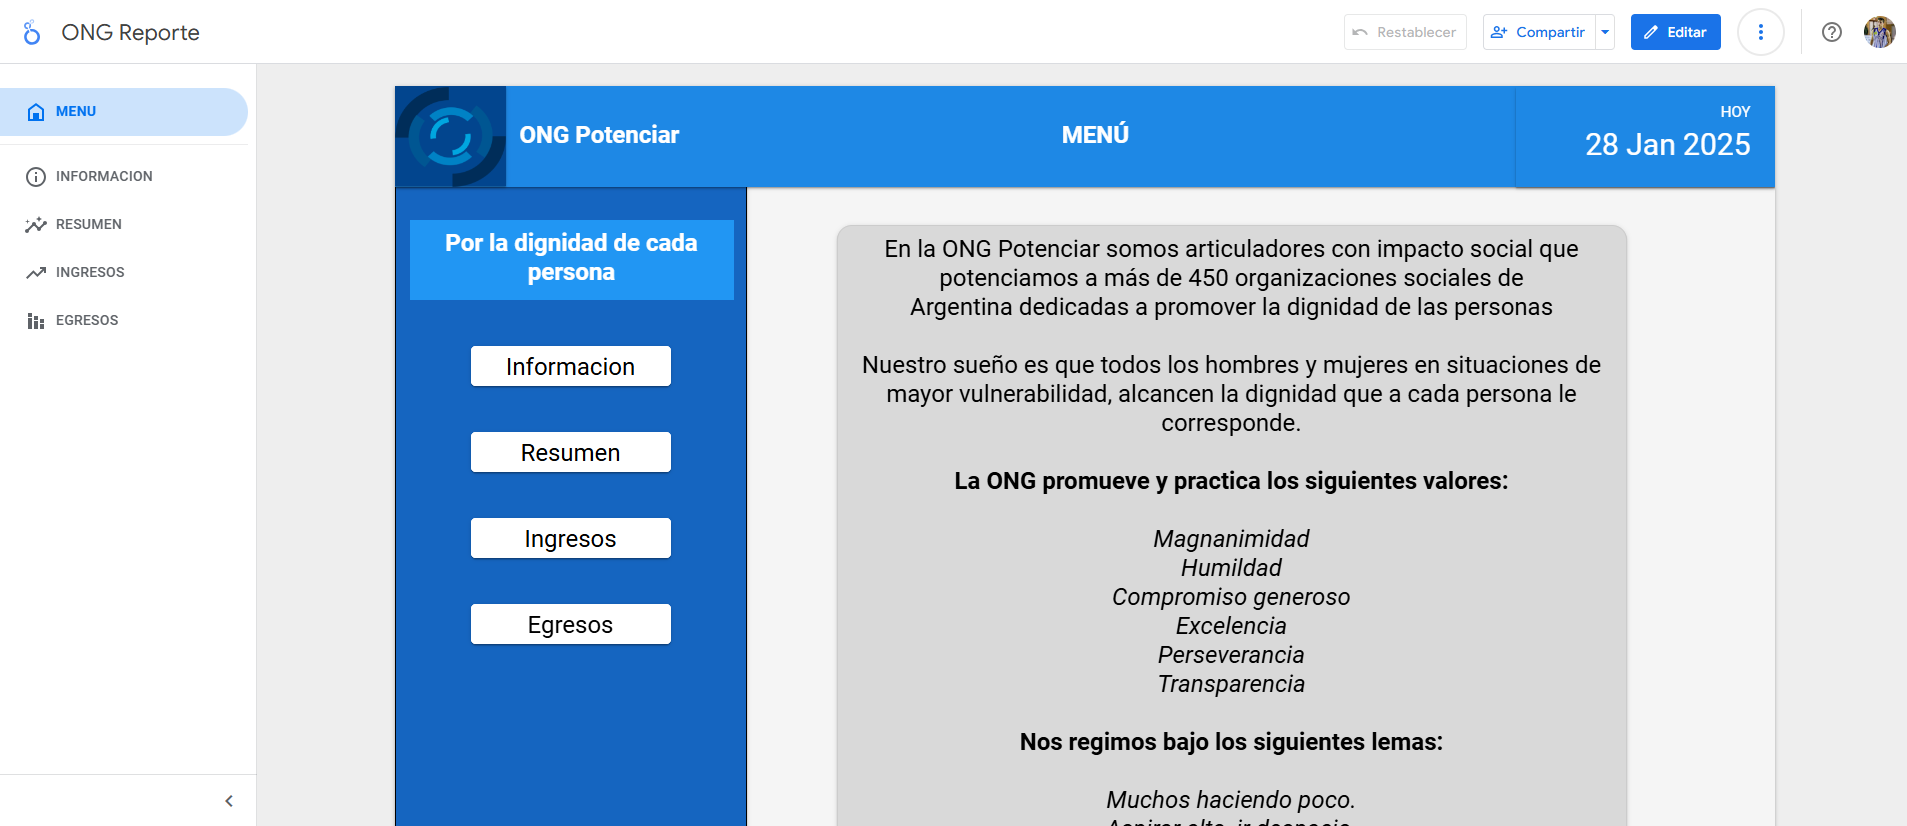 ONG Reporte
Restablecer
Compartir
Editar
MENU
INFORMACION
RESUMEN
INGRESOS
EGRESOS
ONG Potenciar
MENÚ
HOY
28 Jan 2025
Por la dignidad de cada
persona
Informacion
Resumen
Ingresos
Egresos
En la ONG Potenciar somos articuladores con impacto social que
potenciamos a más de 450 organizaciones sociales de
Argentina dedicadas a promover la dignidad de las personas
Nuestro sueño es que todos los hombres y mujeres en situaciones de
mayor vulnerabilidad, alcancen la dignidad que a cada persona le
corresponde.
La ONG promueve y practica los siguientes valores:
Magnanimidad
Humildad
Compromiso generoso
Excelencia
Perseverancia
Transparencia
Nos regimos bajo los siguientes lemas:
Muchos haciendo poco.